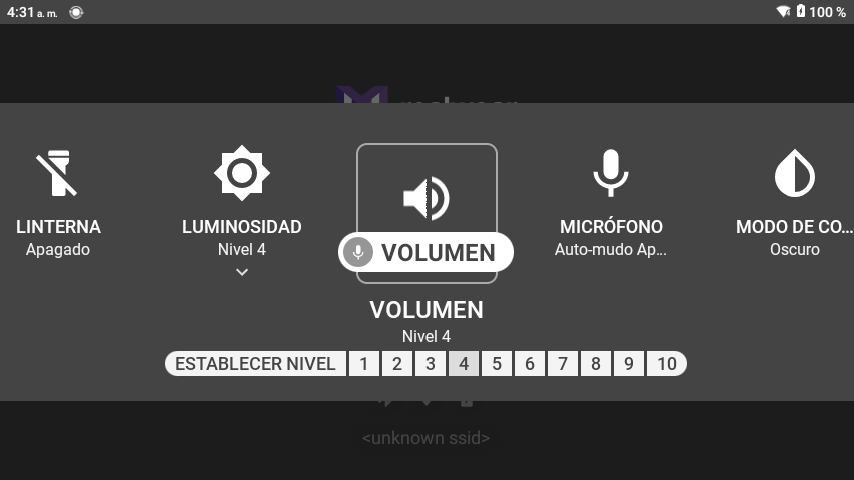 4:31 a. m.
100 %
LINTERNA
Apagado
LUMINOSIDAD
Nivel 4
VOLUMEN
MICRÓFONO
Auto-mudo Ap...
MODO DE CO...
Oscuro
VOLUMEN
Nivel 4
ESTABLECER NIVEL 1 2 3 4 5 6 7 8 9 10
<unknown ssid>